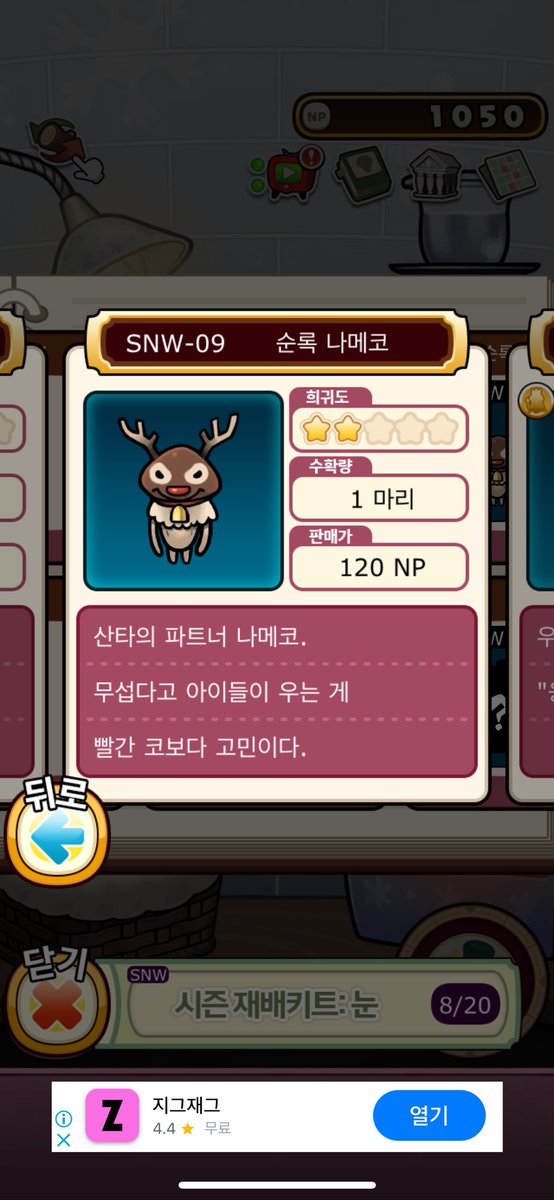 NP 1050
SNW-09 순록 나메코
희귀도
수확량
1 마리
판매가
120 NP
산타의 파트너 나메코.
무섭다고 아이들이 우는 게
빨간 코보다 고민이다.
뒤로
닫기
SNW
시즌 재배키트: 눈
8/20
Z
지그재그
4.4 ★ 무료
열기